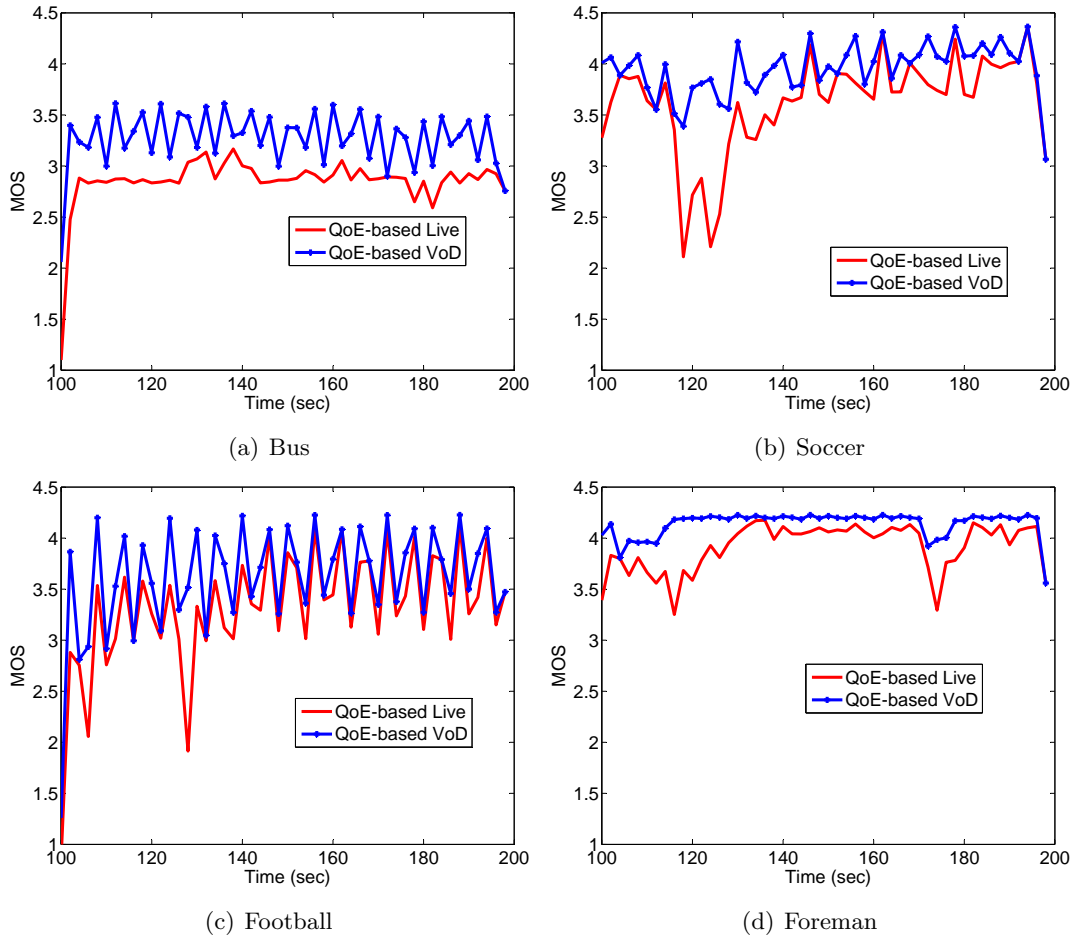 4.5
4
3.5
3
2.5
2
1.5
1
MOS
100
120
140
160
180
200
Time (sec)
QoE-based Live
QoE-based VoD
(a) Bus
4.5
4
3.5
3
2.5
2
1.5
1
MOS
100
120
140
160
180
200
Time (sec)
QoE-based Live
QoE-based VoD
(b) Soccer
4.5
4
3.5
3
2.5
2
1.5
1
MOS
100
120
140
160
180
200
Time (sec)
QoE-based Live
QoE-based VoD
(c) Football
4.5
4
3.5
3
2.5
2
1.5
1
MOS
100
120
140
160
180
200
Time (sec)
QoE-based Live
QoE-based VoD
(d) Foreman